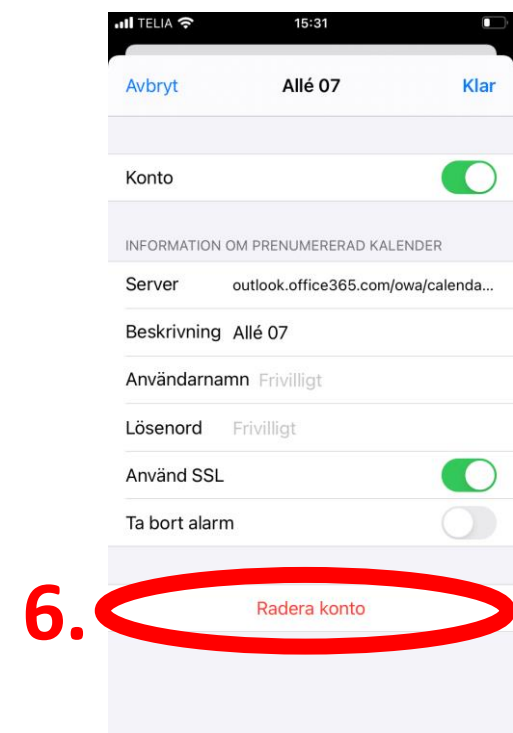 TELIA 15:31
Avbryt Allé 07 Klar
Konto
INFORMATION OM PRENUMERERAD KALENDER
Server outlook.office365.com/owa/calenda...
Beskrivning Allé 07
Användarnamn Frivilligt
Lösenord Frivilligt
Använd SSL
Ta bort alarm
6. Radera konto